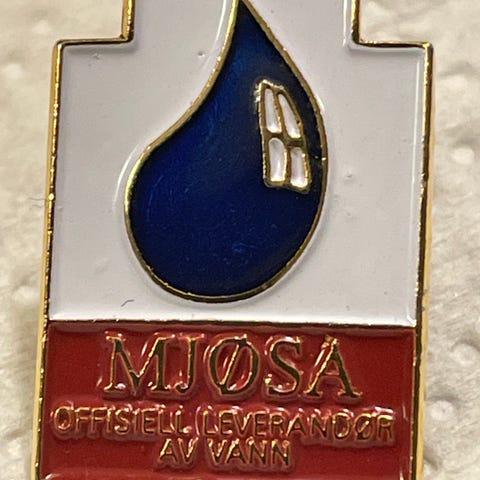 MJØSA
OFFISIELL LEVERANDØR
AV VANN